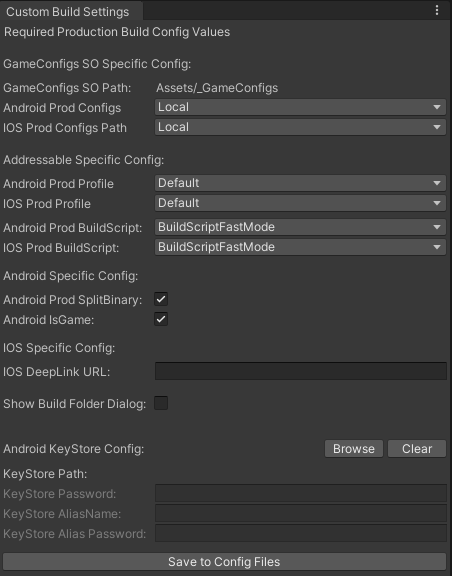 Custom Build Settings
Required Production Build Config Values
GameConfigs SO Specific Config:
GameConfigs SO Path: Assets/_GameConfigs
Android Prod Configs Local
IOS Prod Configs Path Local
Addressable Specific Config:
Android Prod Profile Default
IOS Prod Profile Default
Android Prod BuildScript: BuildScriptFastMode
IOS Prod BuildScript: BuildScriptFastMode
Android Specific Config:
Android Prod SplitBinary:
Android IsGame:
IOS Specific Config:
IOS DeepLink URL:
Show Build Folder Dialog:
Android KeyStore Config: Browse Clear
KeyStore Path:
KeyStore Password:
KeyStore AliasName:
KeyStore Alias Password:
Save to Config Files